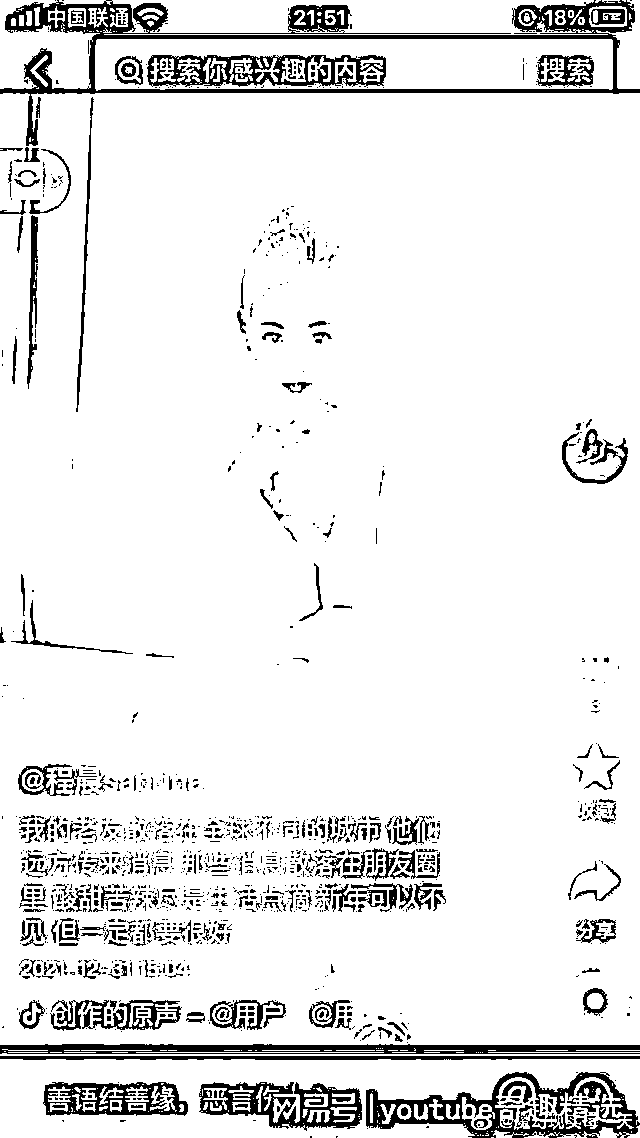 中国联通 21:51 18%
搜索你感兴趣的内容 搜索
3
收藏
分享
@程晨sabrina
我的老友散落在全球不同的城市 他们
远方传来消息 那些消息 散落在朋友圈
里 酸甜苦辣尽是生活点滴 新年可以不
见 但一定都要很好
2021-12-31 15:04
创作的原声 - @用户 @用
善语结善缘，恶言伤
网易号 | youtube奇趣精选